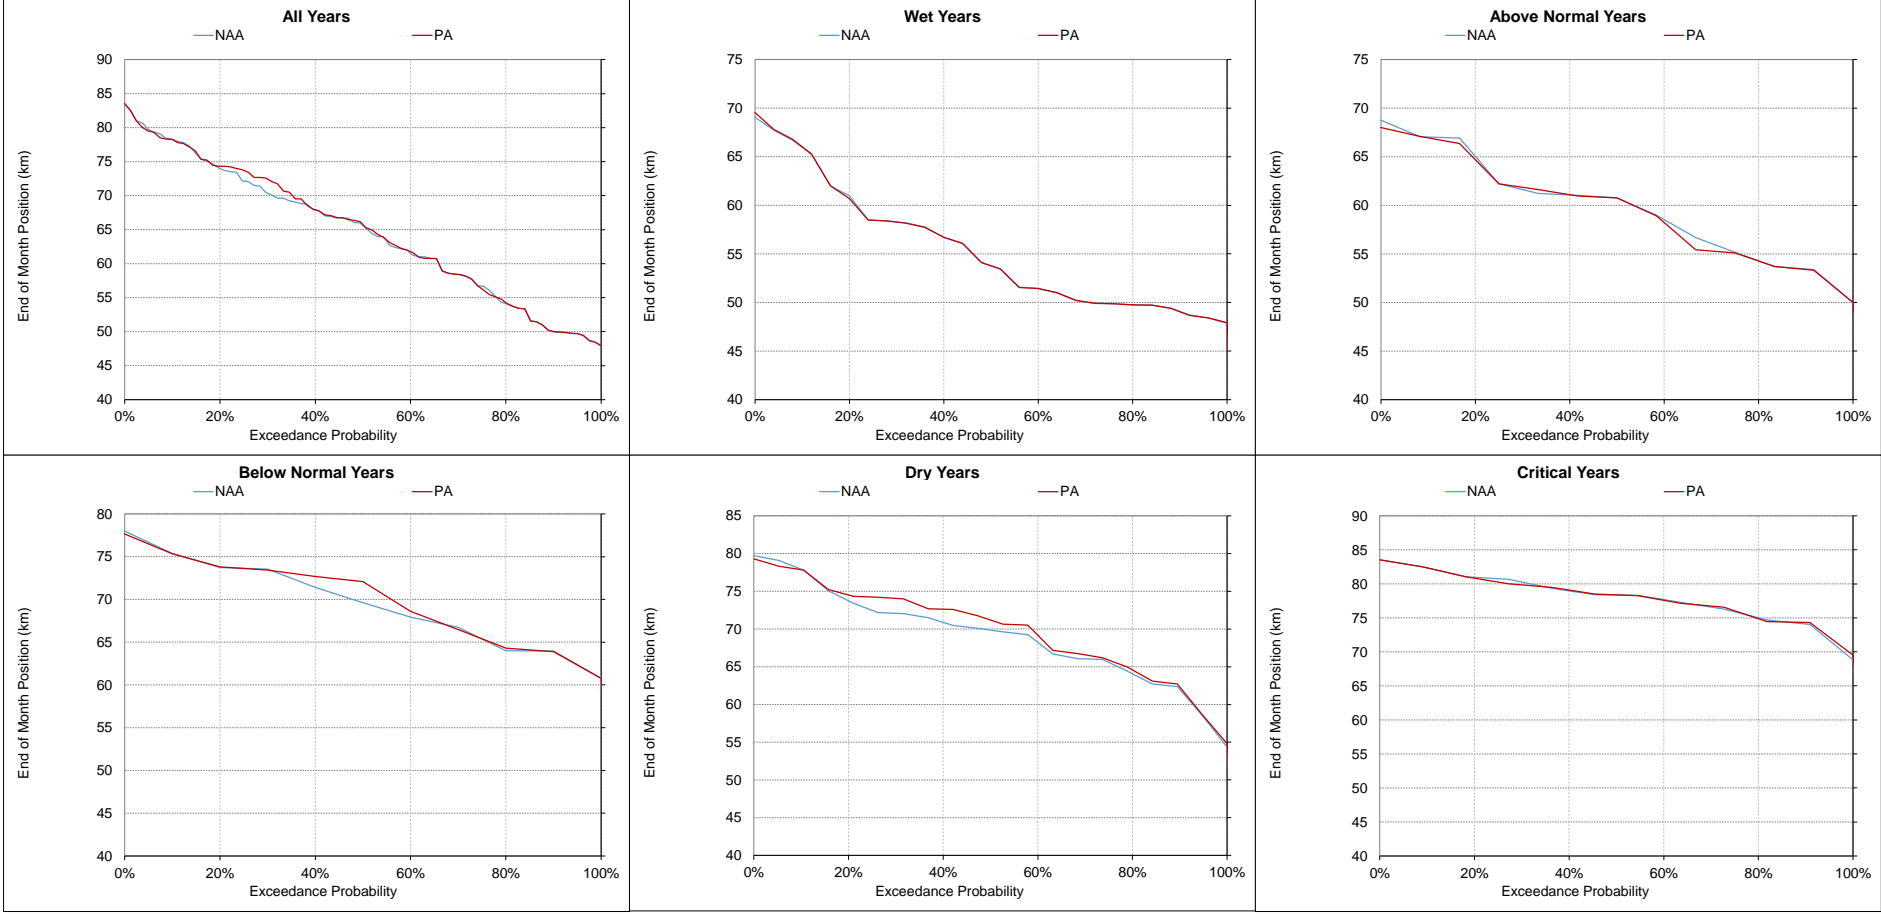 All Years
NAA PA
90
85
80
75
70
65
60
55
50
45
40
End of Month Position (km)
0% 20% 40% 60% 80% 100%
Exceedance Probability
Wet Years
NAA PA
75
70
65
60
55
50
45
40
End of Month Position (km)
0% 20% 40% 60% 80% 100%
Exceedance Probability
Above Normal Years
NAA PA
75
70
65
60
55
50
45
40
End of Month Position (km)
0% 20% 40% 60% 80% 100%
Exceedance Probability
Below Normal Years
NAA PA
80
75
70
65
60
55
50
45
40
End of Month Position (km)
0% 20% 40% 60% 80% 100%
Exceedance Probability
Dry Years
NAA PA
85
80
75
70
65
60
55
50
45
40
End of Month Position (km)
0% 20% 40% 60% 80% 100%
Exceedance Probability
Critical Years
NAA PA
90
85
80
75
70
65
60
55
50
45
40
End of Month Position (km)
0% 20% 40% 60% 80% 100%
Exceedance Probability